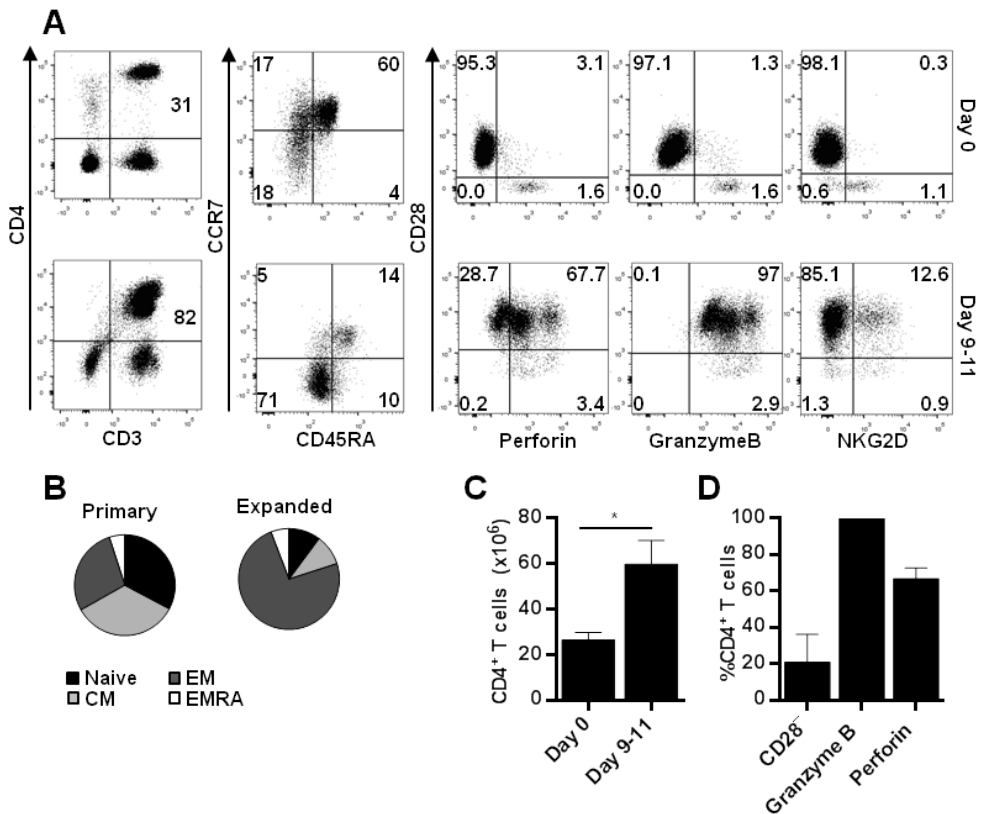 A
CD4
CCR7
CD28
31
17 60
18 4
95.3 3.1
0.0 1.6
97.1 1.3
0.0 1.6
98.1 0.3
0.6 1.1
Day 0
82
5 14
71 10
28.7 67.7
0.2 3.4
0.1 97
0 2.9
85.1 12.6
1.3 0.9
Day 9-11
CD3
CD45RA
Perforin
GranzymeB
NKG2D
B
Primary
Expanded
Naive
EM
CM
EMRA
C
CD4⁺ T cells (x10⁶)
80
60
40
20
0
*
Day 0
Day 9-11
D
%CD4⁺ T cells
100
80
60
40
20
0
CD28⁻
Granzyme B
Perforin